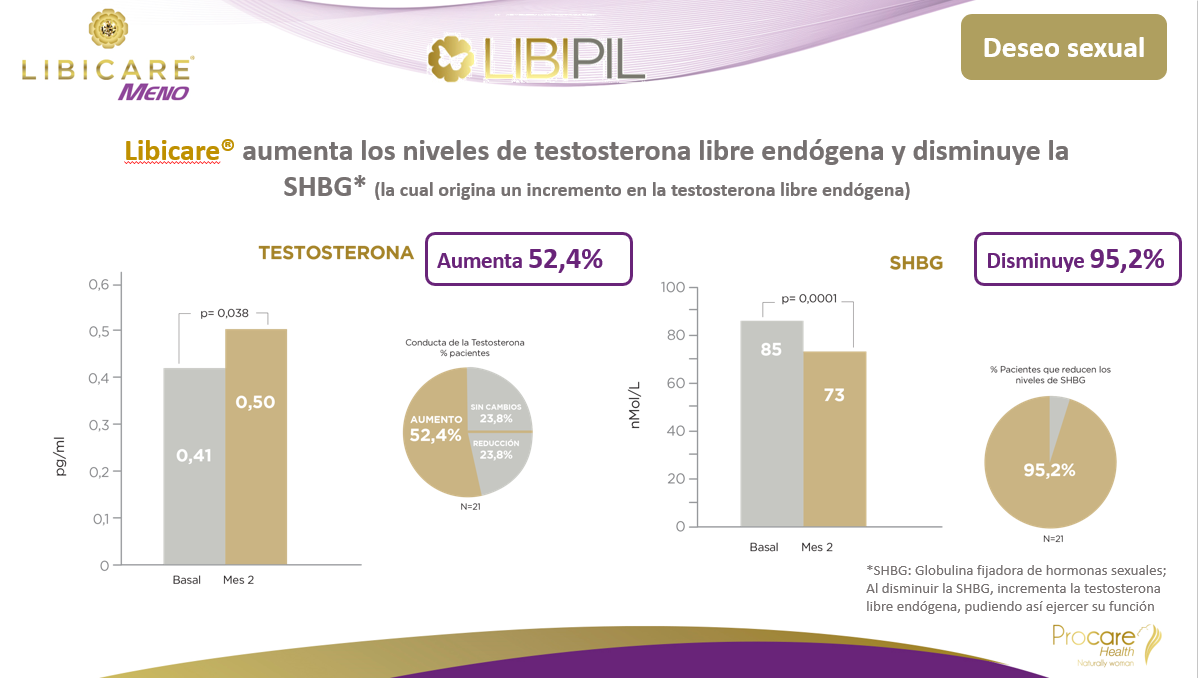 LIBICARE®
MENO
LIBIPIL
Deseo sexual
Libicare® aumenta los niveles de testosterona libre endógena y disminuye la
SHBG* (la cual origina un incremento en la testosterona libre endógena)
TESTOSTERONA
Aumenta 52,4%
0,6
0,5
0,4
0,3
0,2
0,1
0
pg/ml
p= 0,038
0,41
0,50
Basal
Mes 2
Conducta de la Testosterona
% pacientes
AUMENTO
52,4%
SIN CAMBIOS
23,8%
REDUCCIÓN
23,8%
N=21
SHBG
Disminuye 95,2%
100
80
60
40
20
0
nMol/L
p= 0,0001
85
73
Basal
Mes 2
% Pacientes que reducen los
niveles de SHBG
95,2%
N=21
*SHBG: Globulina fijadora de hormonas sexuales;
Al disminuir la SHBG, incrementa la testosterona
libre endógena, pudiendo así ejercer su función
Procare
Health
Naturally woman